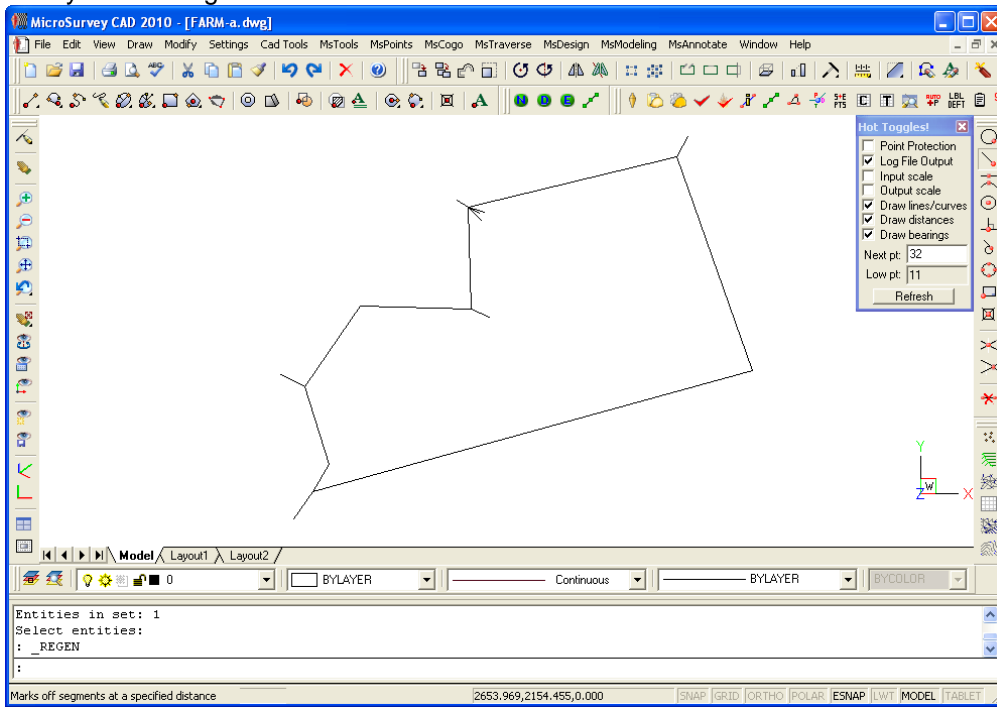 MicroSurvey CAD 2010 - [FARM-a.dwg]
File Edit View Draw Modify Settings Cad Tools MsTools MsPoints MsCogo MsTraverse MsDesign MsModeling MsAnnotate Window Help
Hot Toggles!
Point Protection
Log File Output
Input scale
Output scale
Draw lines/curves
Draw distances
Draw bearings
Next pt: 32
Low pt: 11
Refresh
Y
W
Z X
Model Layout1 Layout2
0 BYLAYER Continuous BYLAYER BYCOLOR
Entities in set: 1
Select entities:
: _REGEN
:
Marks off segments at a specified distance 2653.969,2154.455,0.000 SNAP GRID ORTHO POLAR ESNAP LWT MODEL TABLET